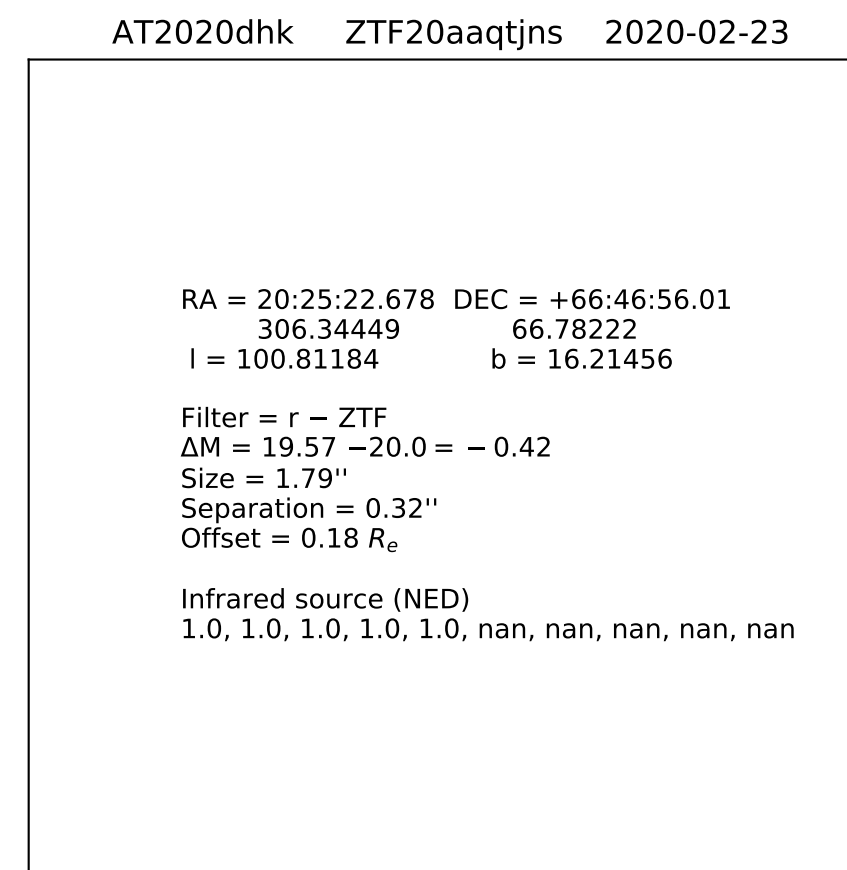 AT2020dhk ZTF20aaqtjns 2020-02-23
RA = 20:25:22.678 DEC = +66:46:56.01
306.34449 66.78222
l = 100.81184 b = 16.21456
Filter = r − ZTF
ΔM = 19.57 −20.0 = − 0.42
Size = 1.79''
Separation = 0.32''
Offset = 0.18 Re
Infrared source (NED)
1.0, 1.0, 1.0, 1.0, 1.0, nan, nan, nan, nan, nan